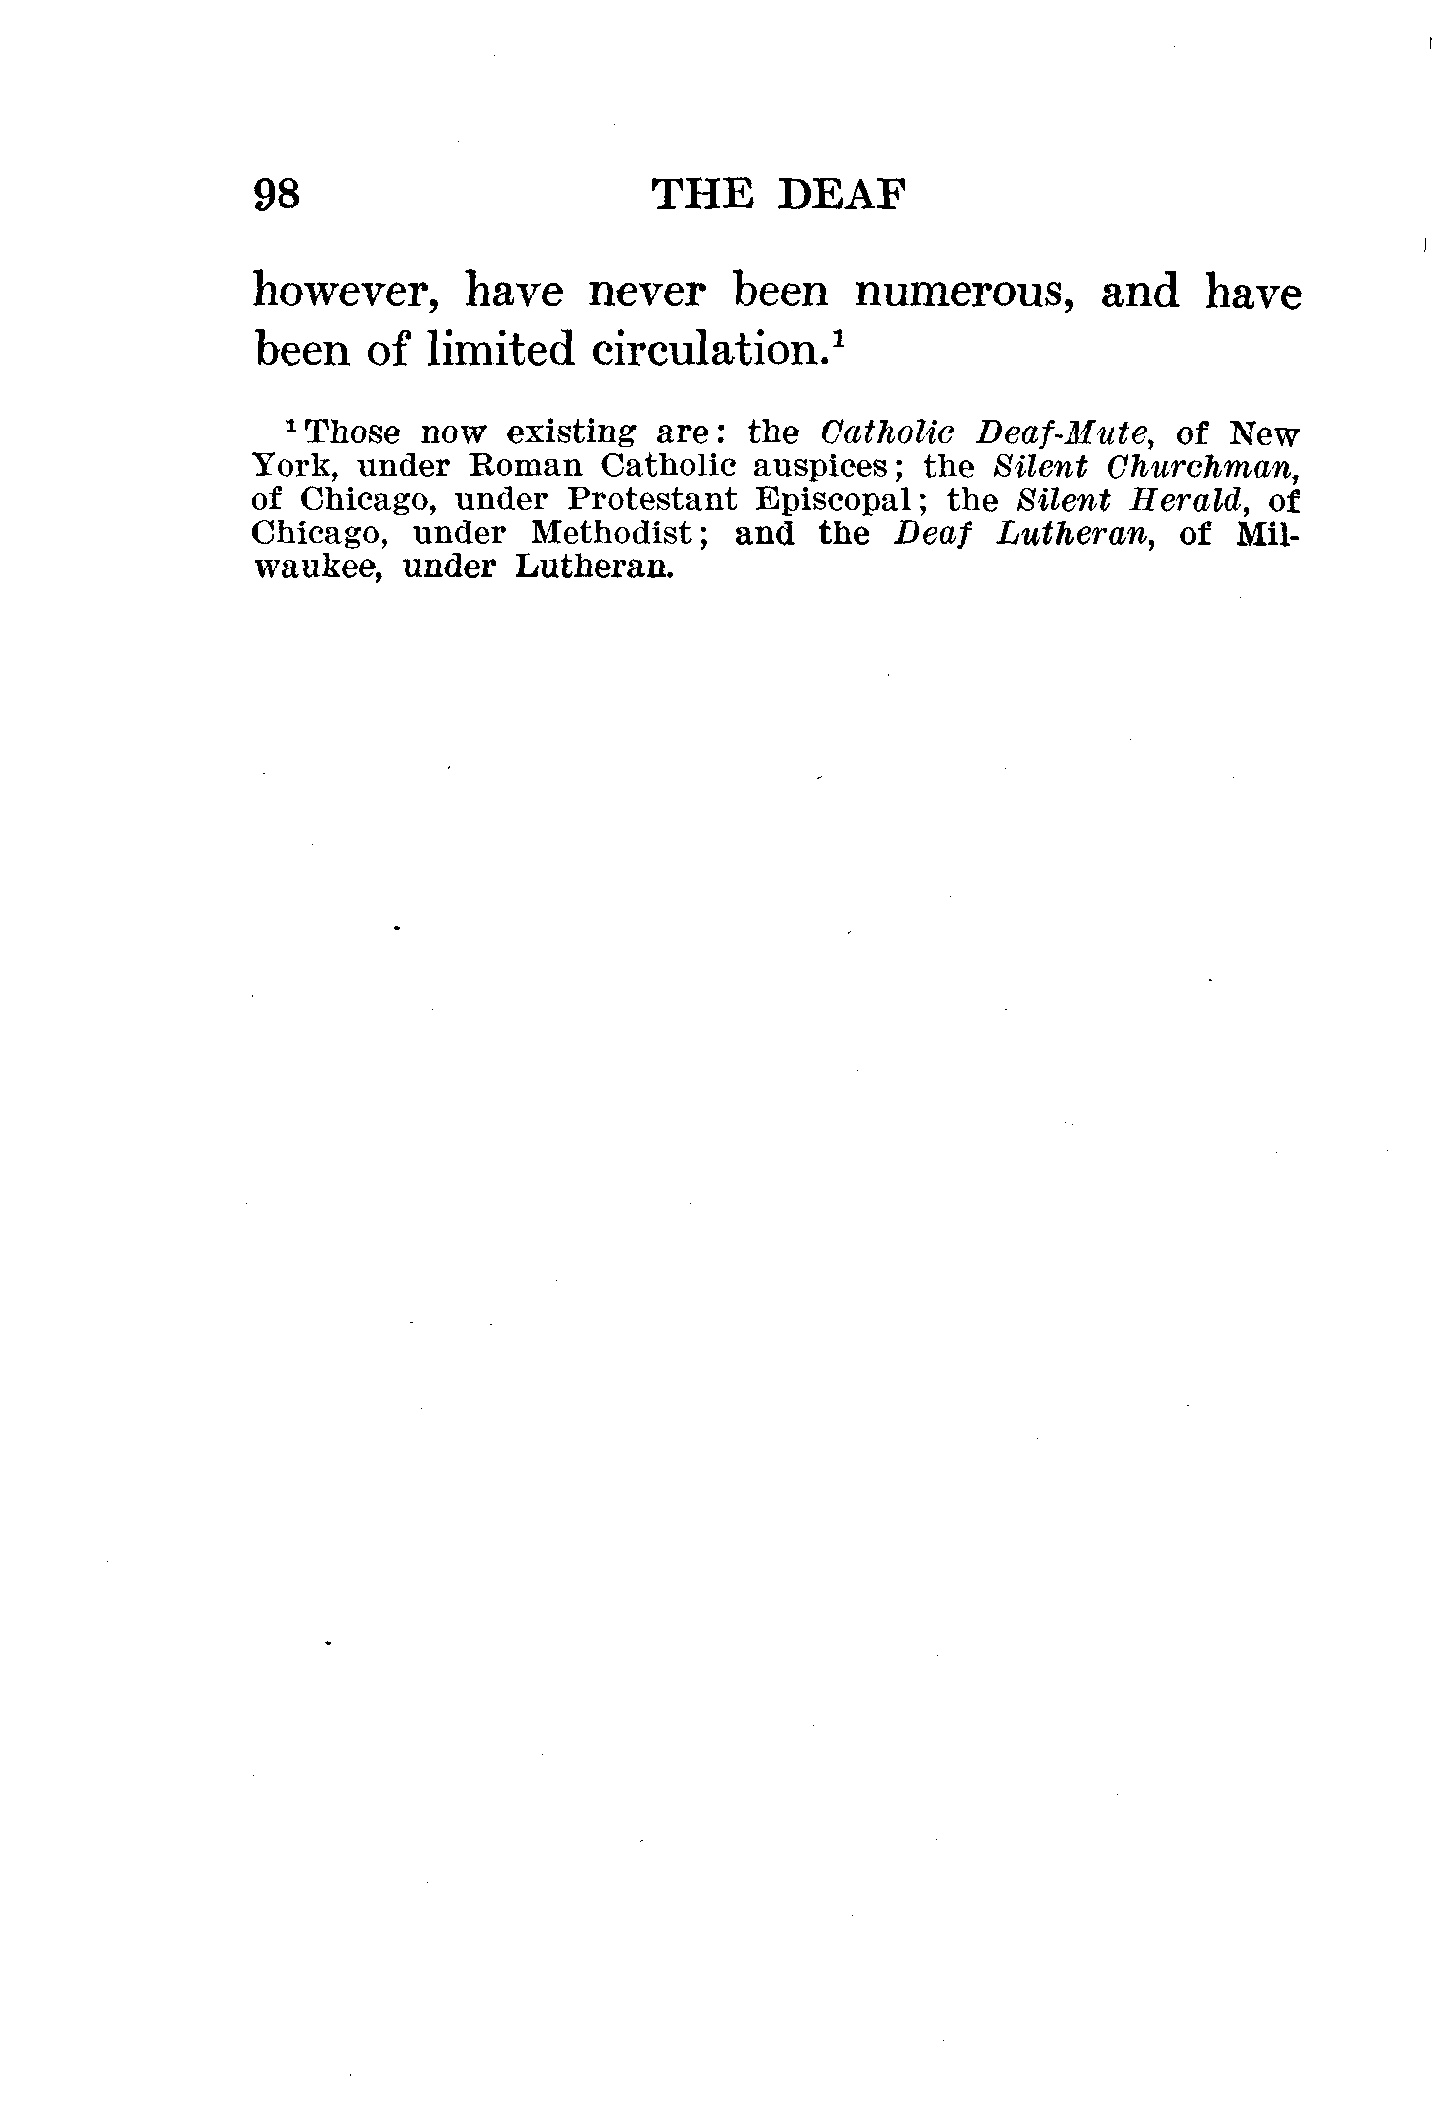 98 THE DEAF
however, have never been numerous, and have
been of limited circulation.¹
¹ Those now existing are: the Catholic Deaf-Mute, of New
York, under Roman Catholic auspices; the Silent Churchman,
of Chicago, under Protestant Episcopal; the Silent Herald, of
Chicago, under Methodist; and the Deaf Lutheran, of Mil-
waukee, under Lutheran.